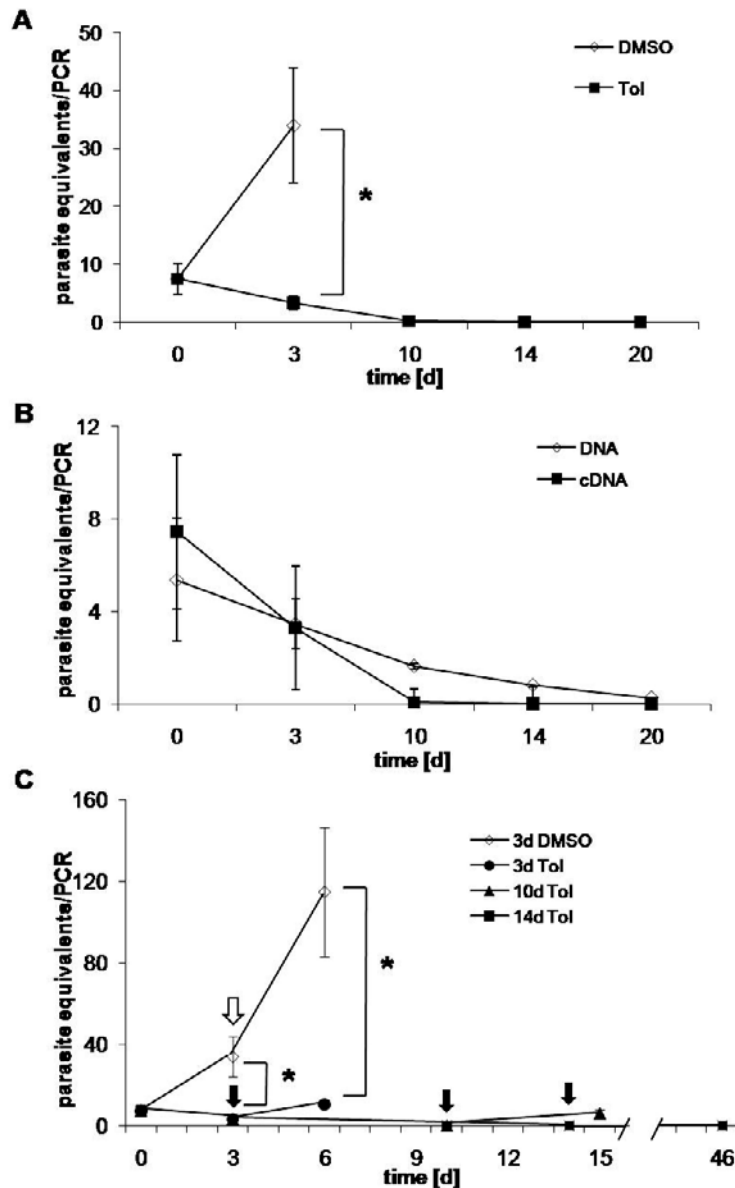 A
50
40
30
20
10
0
parasite equivalents/PCR
DMSO
Tol
*
0 3 10 14 20
time [d]
B
12
8
4
0
parasite equivalents/PCR
DNA
cDNA
0 3 10 14 20
time [d]
C
160
120
80
40
0
parasite equivalents/PCR
3d DMSO
3d Tol
10d Tol
14d Tol
*
*
0 3 6 10 15 46
time [d]